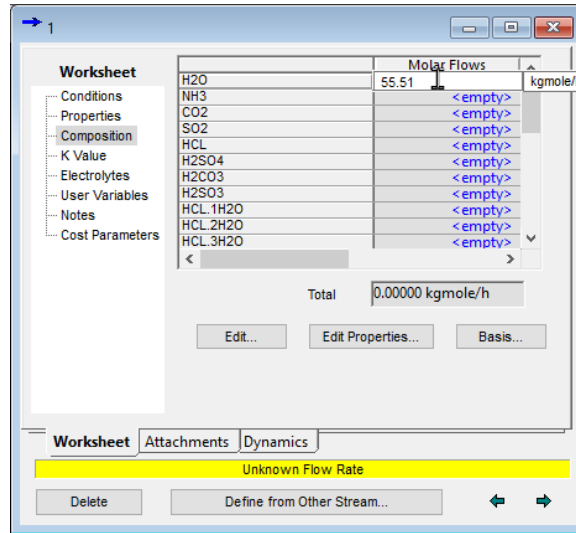 1
Worksheet
Conditions
Properties
Composition
K Value
Electrolytes
User Variables
Notes
Cost Parameters
Molar Flows
H2O 55.51 kgmole/
NH3 <empty>
CO2 <empty>
SO2 <empty>
HCL <empty>
H2SO4 <empty>
H2CO3 <empty>
H2SO3 <empty>
HCL.1H2O <empty>
HCL.2H2O <empty>
HCL.3H2O <empty>
Total 0.00000 kgmole/h
Edit... Edit Properties... Basis...
Worksheet Attachments Dynamics
Unknown Flow Rate
Delete Define from Other Stream...